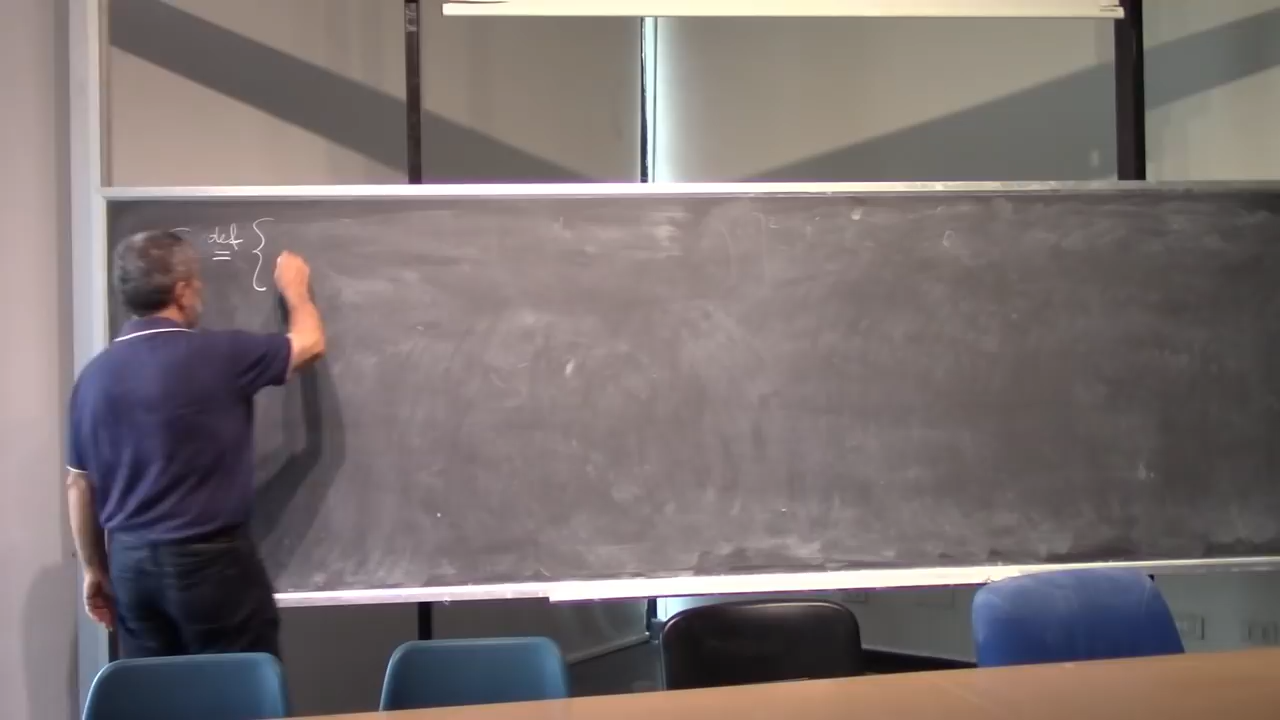 def
= {